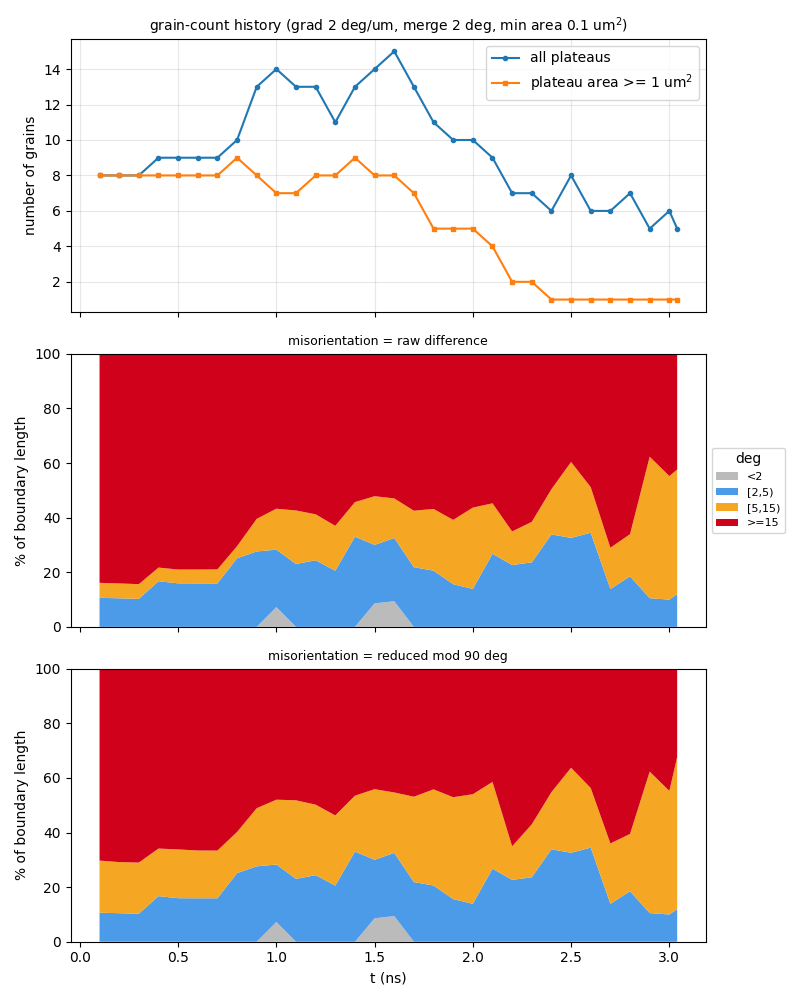 grain-count history (grad 2 deg/um, merge 2 deg, min area 0.1 um²)
number of grains
14
12
10
8
6
4
2
all plateaus
plateau area >= 1 um²
misorientation = raw difference
% of boundary length
100
80
60
40
20
0
deg
<2
[2,5)
[5,15)
>=15
misorientation = reduced mod 90 deg
% of boundary length
100
80
60
40
20
0
0.0 0.5 1.0 1.5 2.0 2.5 3.0
t (ns)